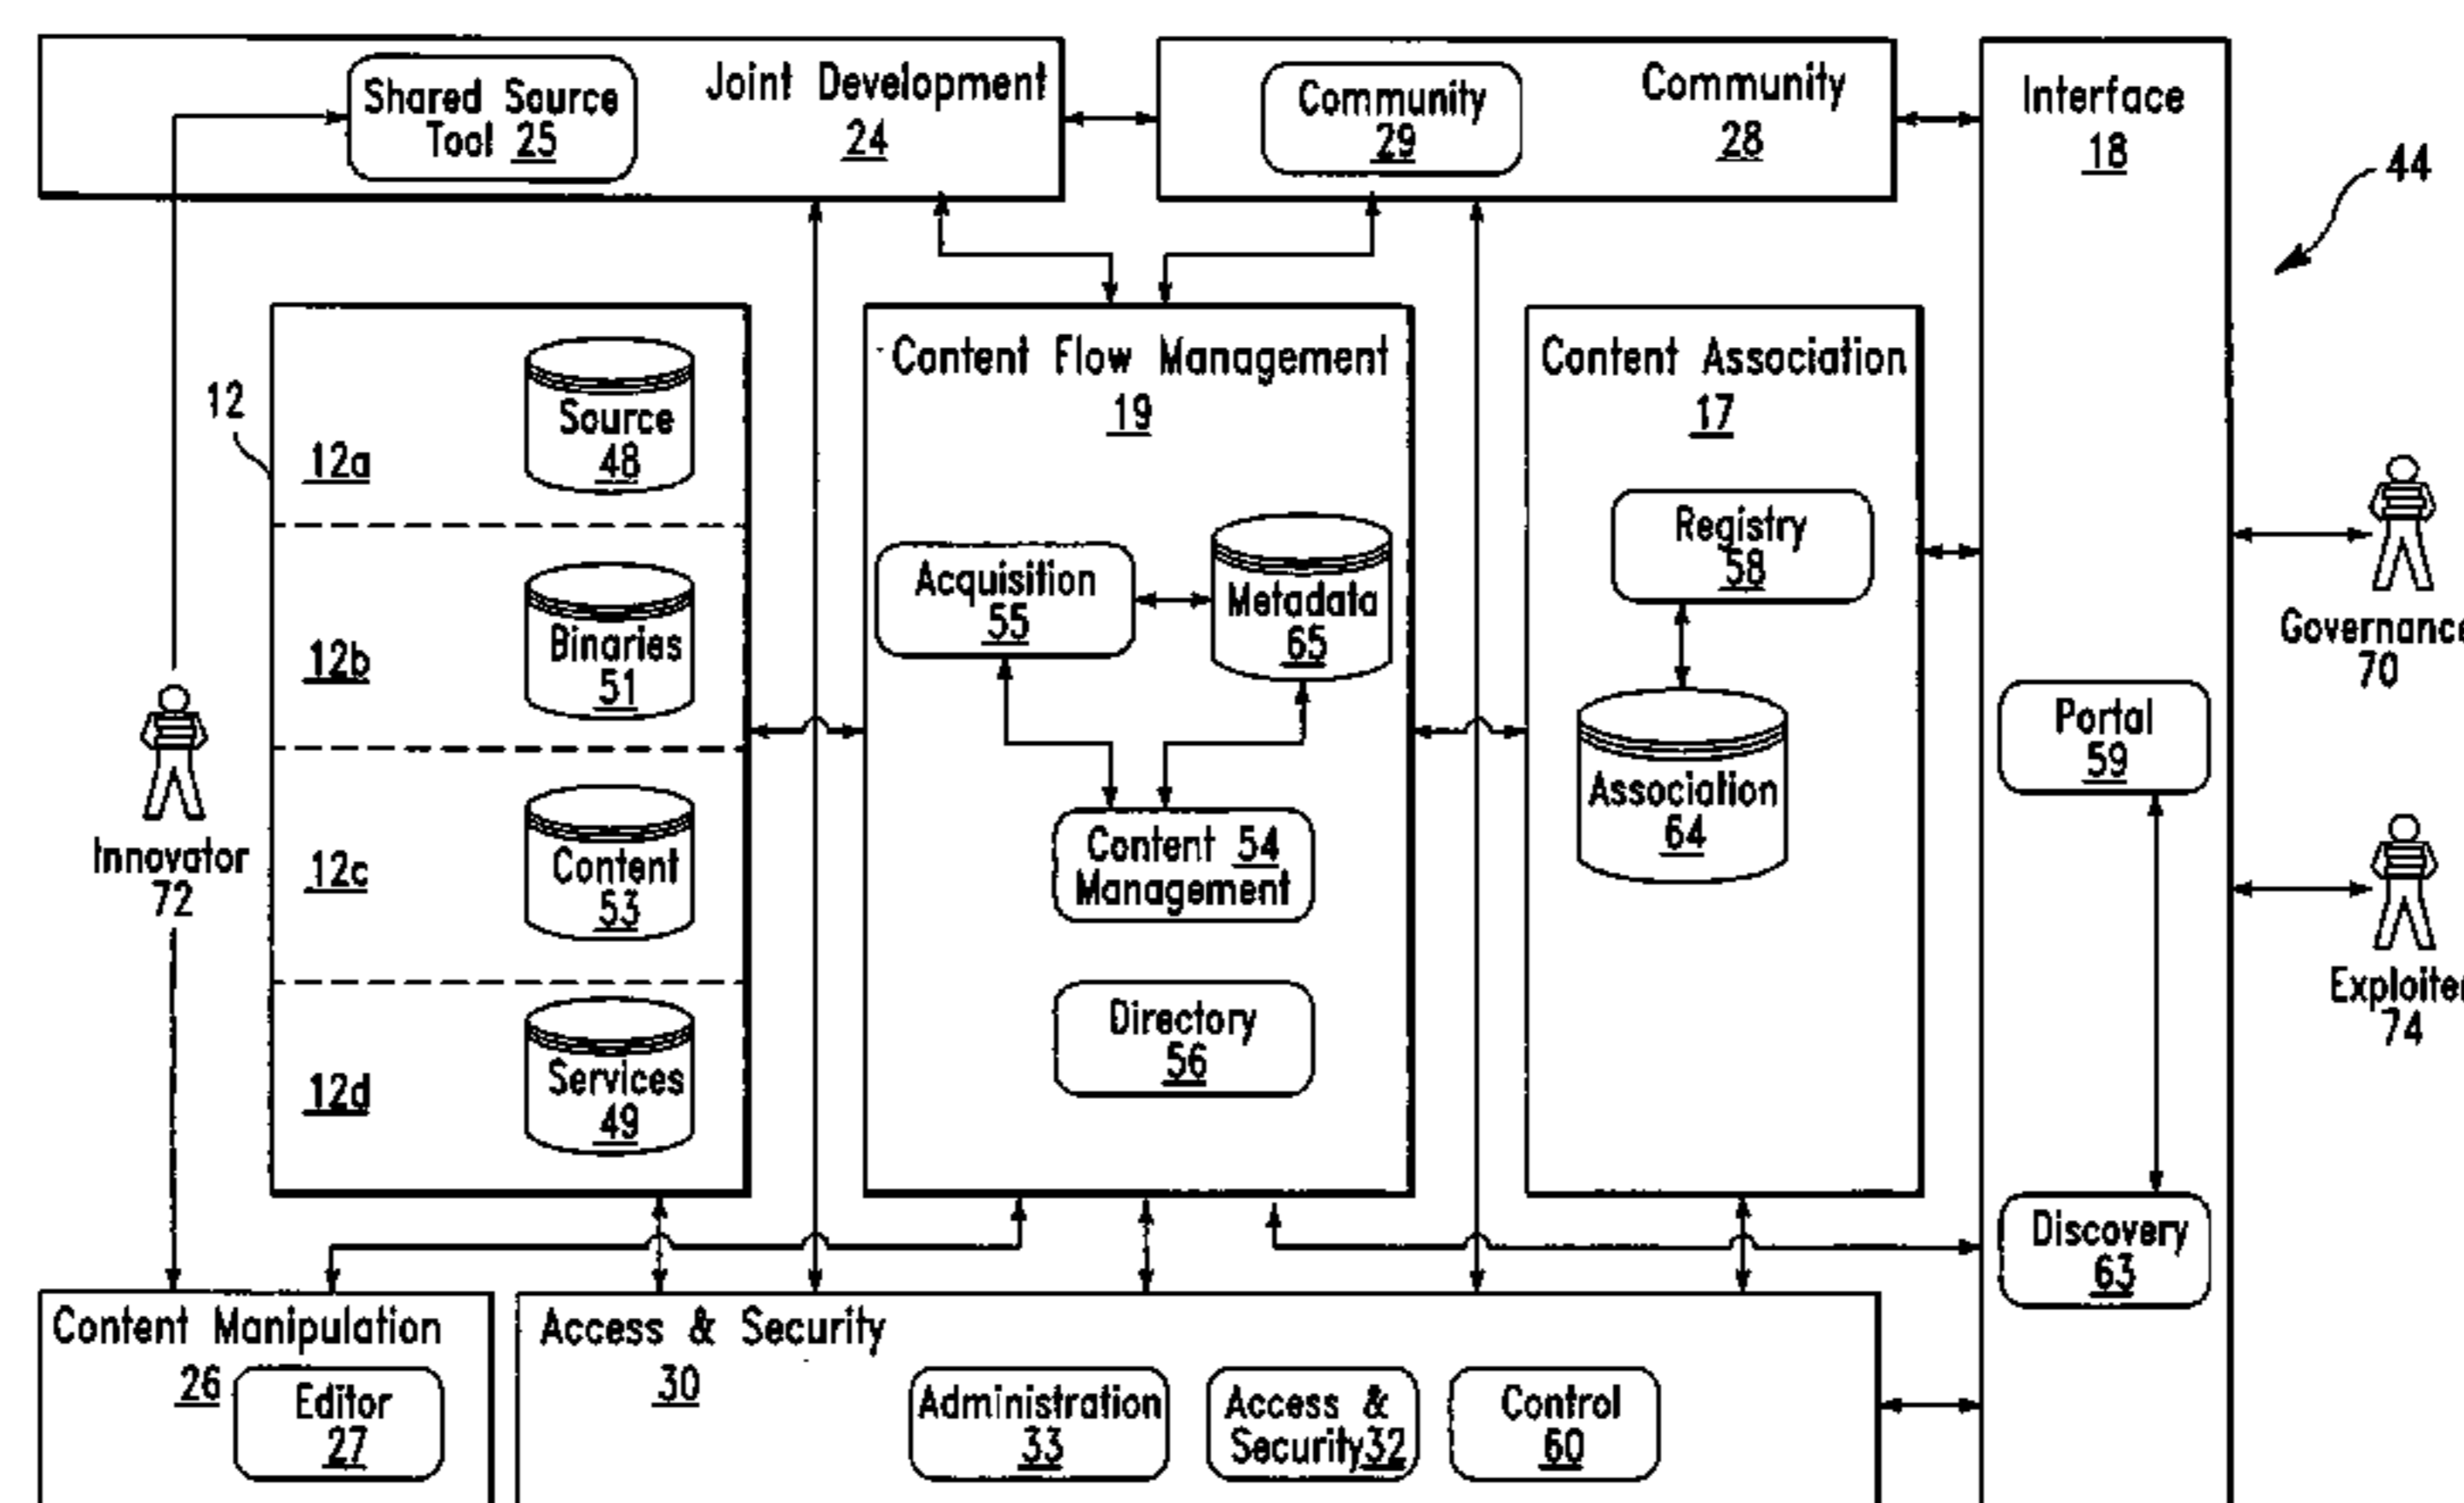 Shared Source
Tool 25
Joint Development
24
Community
29
Community
28
Interface
18
44
12
12a
Source
48
12b
Binaries
51
12c
Content
53
12d
Services
49
Content Flow Management
19
Acquisition
55
Metadata
65
Content 54
Management
Directory
56
Content Association
17
Registry
58
Association
64
Portal
59
Discovery
63
Governance
70
Exploiter
74
Innovator
72
Content Manipulation
26
Editor
27
Access & Security
30
Administration
33
Access &
Security32
Control
60